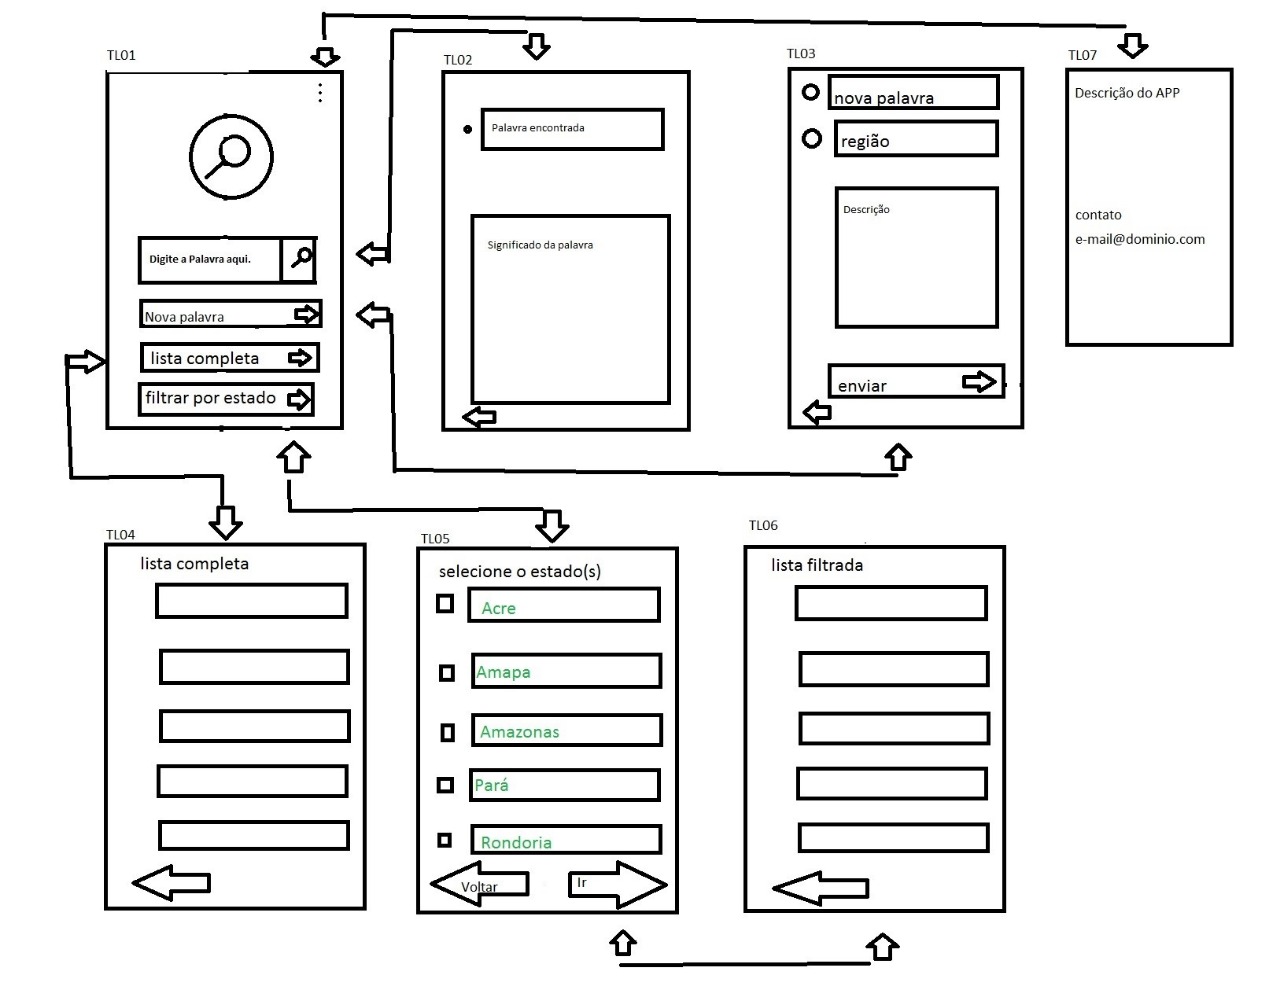 TL01
Digite a Palavra aqui.
Nova palavra
lista completa
filtrar por estado
TL02
Palavra encontrada
Significado da palavra
TL03
nova palavra
região
Descrição
enviar
TL07
Descrição do APP
contato
e-mail@dominio.com
TL04
lista completa
TL05
selecione o estado(s)
Acre
Amapa
Amazonas
Pará
Rondoria
Voltar
Ir
TL06
lista filtrada